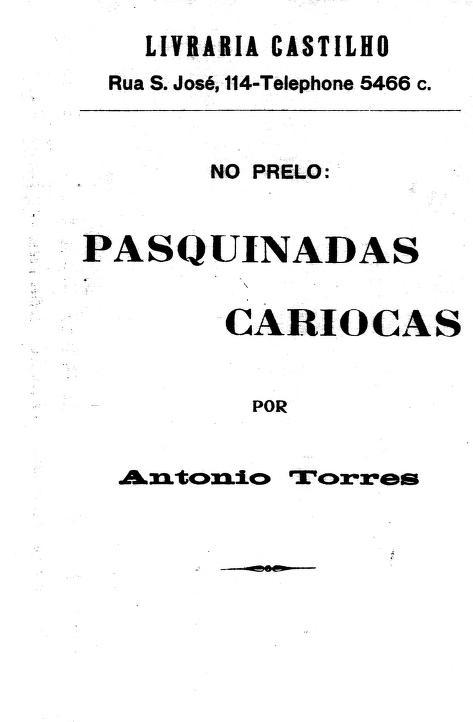 LIVRARIA CASTILHO
Rua S. José, 114-Telephone 5466 c.
NO PRELO:
PASQUINADAS
CARIOCAS
POR
Antonio Torres